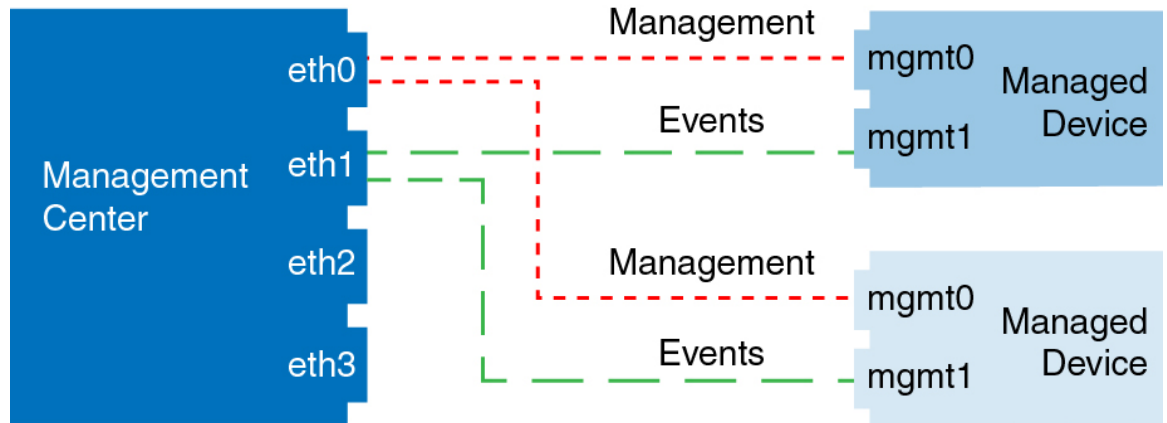 Management
Center
eth0
eth1
eth2
eth3
Management
Events
Management
Events
mgmt0
mgmt1
Managed
Device
mgmt0
mgmt1
Managed
Device